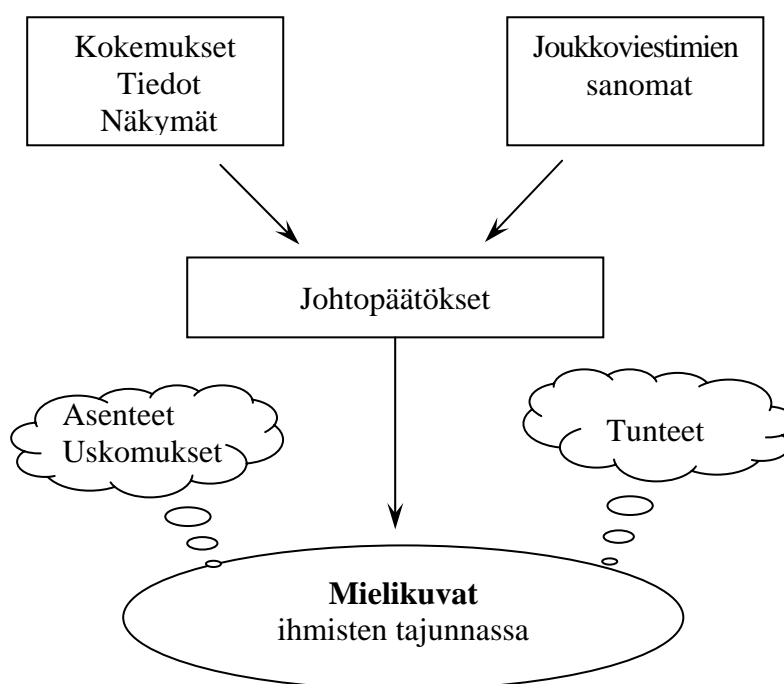 Kokemukset
Tiedot
Näkymät
Joukkoviestimien
sanomat
Johtopäätökset
Asenteet
Uskomukset
Tunteet
Mielikuvat
ihmisten tajunnassa